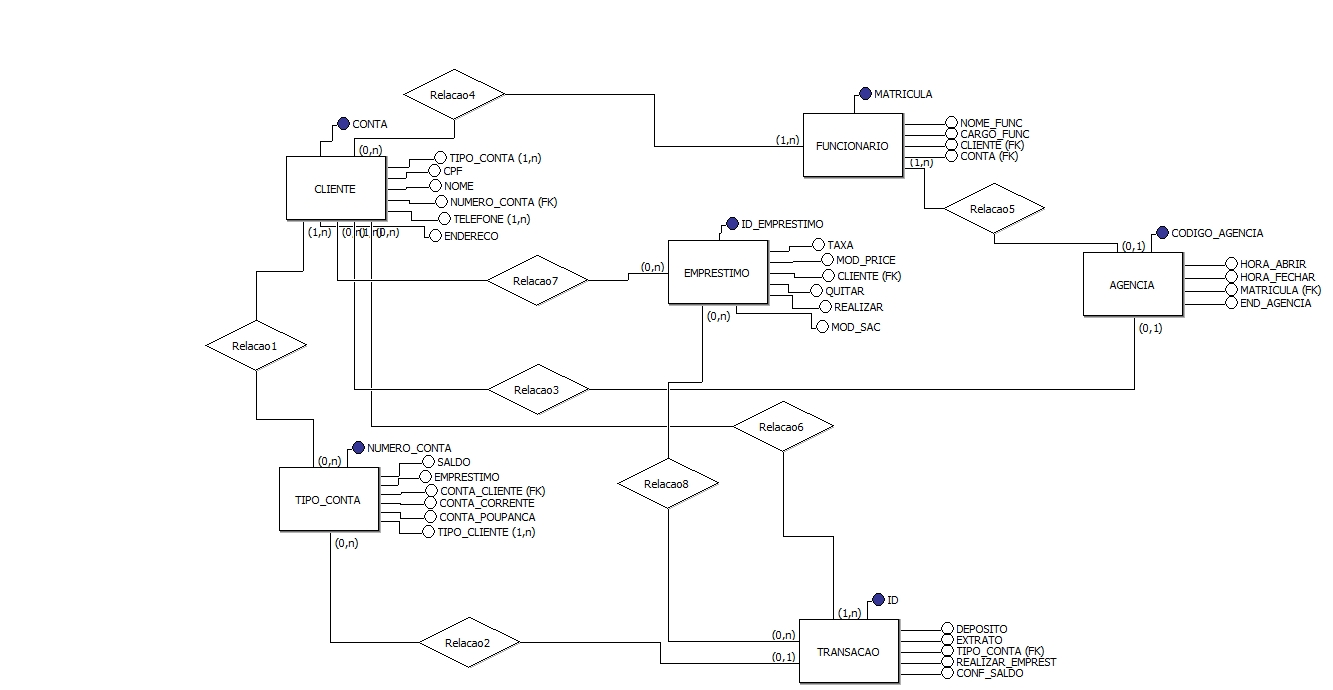 Relacao4
MATRICULA
CONTA
NOME_FUNC
CARGO_FUNC
CLIENTE (FK)
CONTA (FK)
FUNCIONARIO
(1,n)
(1,n)
(0,n)
TIPO_CONTA (1,n)
CPF
NOME
NUMERO_CONTA (FK)
TELEFONE (1,n)
ENDERECO
CLIENTE
(1,n)
(0,n)
Relacao5
ID_EMPRESTIMO
CODIGO_AGENCIA
(0,1)
TAXA
MOD_PRICE
CLIENTE (FK)
QUITAR
REALIZAR
MOD_SAC
EMPRESTIMO
(0,n)
(0,n)
Relacao7
HORA_ABRIR
HORA_FECHAR
MATRICULA (FK)
END_AGENCIA
AGENCIA
(0,1)
Relacao1
Relacao3
Relacao6
NUMERO_CONTA
(0,n)
SALDO
EMPRESTIMO
CONTA_CLIENTE (FK)
CONTA_CORRENTE
CONTA_POUPANCA
TIPO_CLIENTE (1,n)
TIPO_CONTA
(0,n)
Relacao8
ID
(1,n)
DEPOSITO
EXTRATO
TIPO_CONTA (FK)
REALIZAR_EMPREST
CONF_SALDO
TRANSACAO
(0,n)
(0,1)
Relacao2